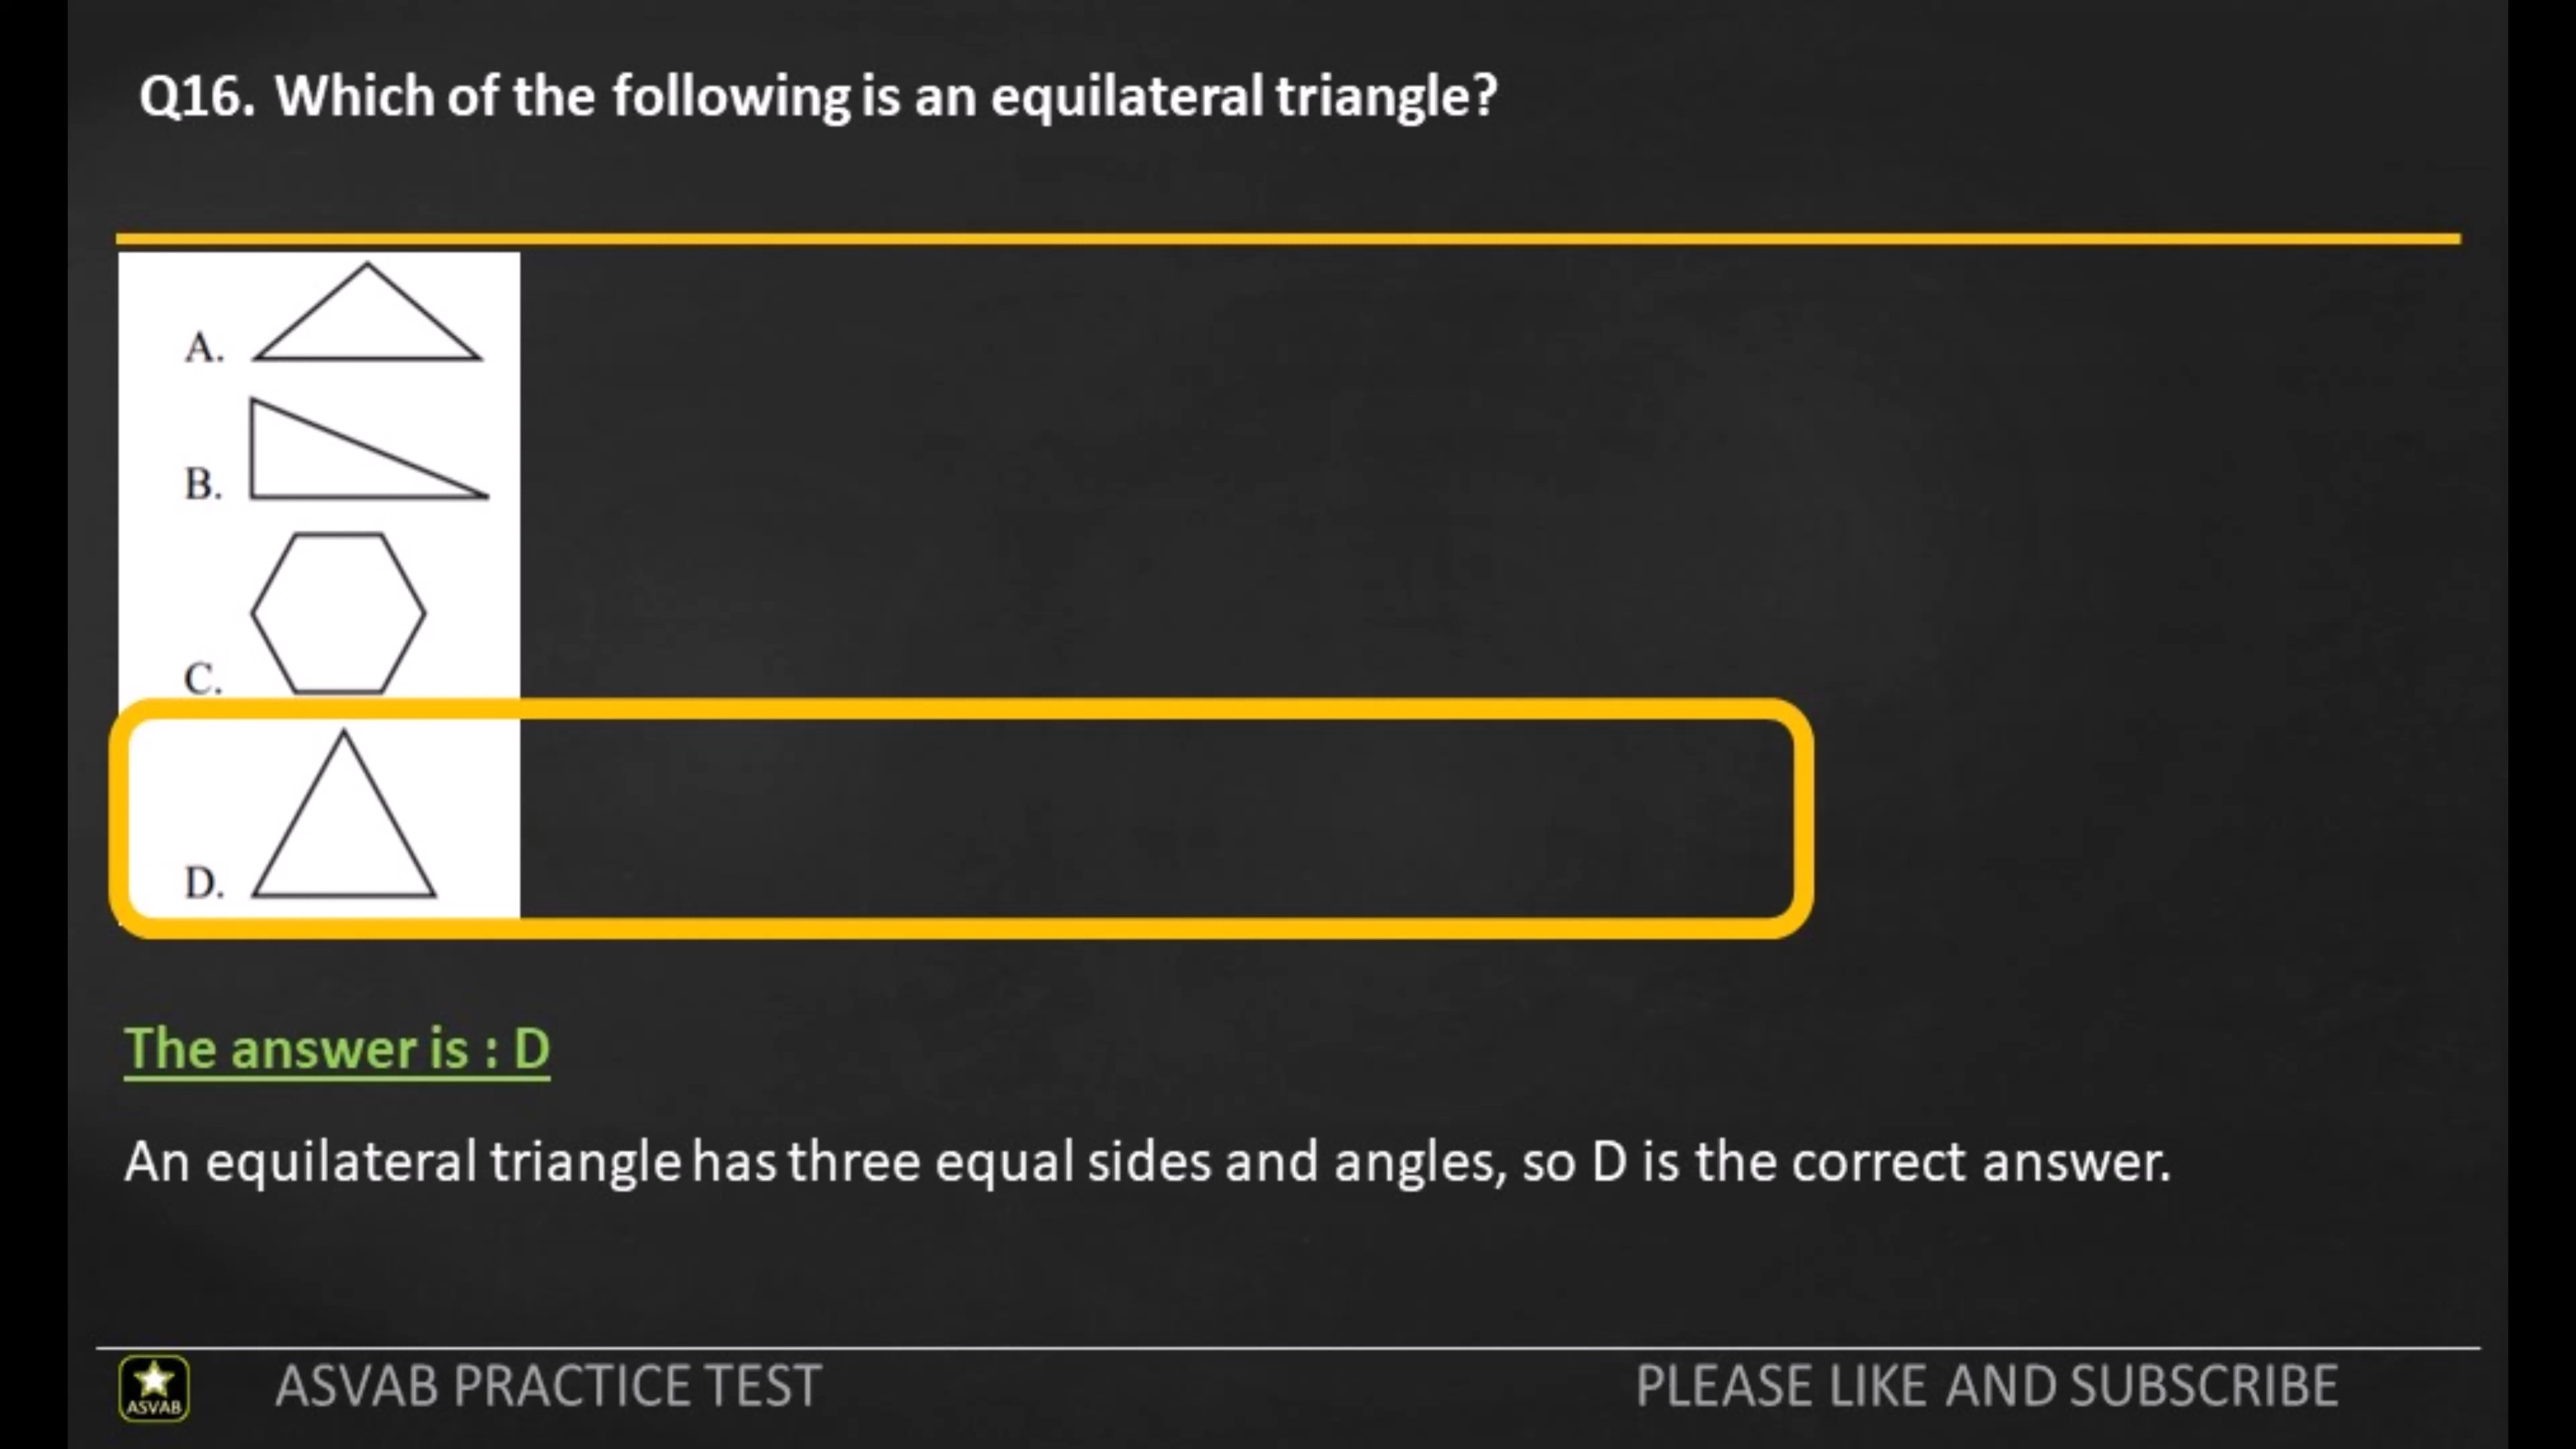 Q16. Which of the following is an equilateral triangle?
A.
B.
C.
D.
The answer is : D
An equilateral triangle has three equal sides and angles, so D is the correct answer.
ASVAB
ASVAB PRACTICE TEST
PLEASE LIKE AND SUBSCRIBE